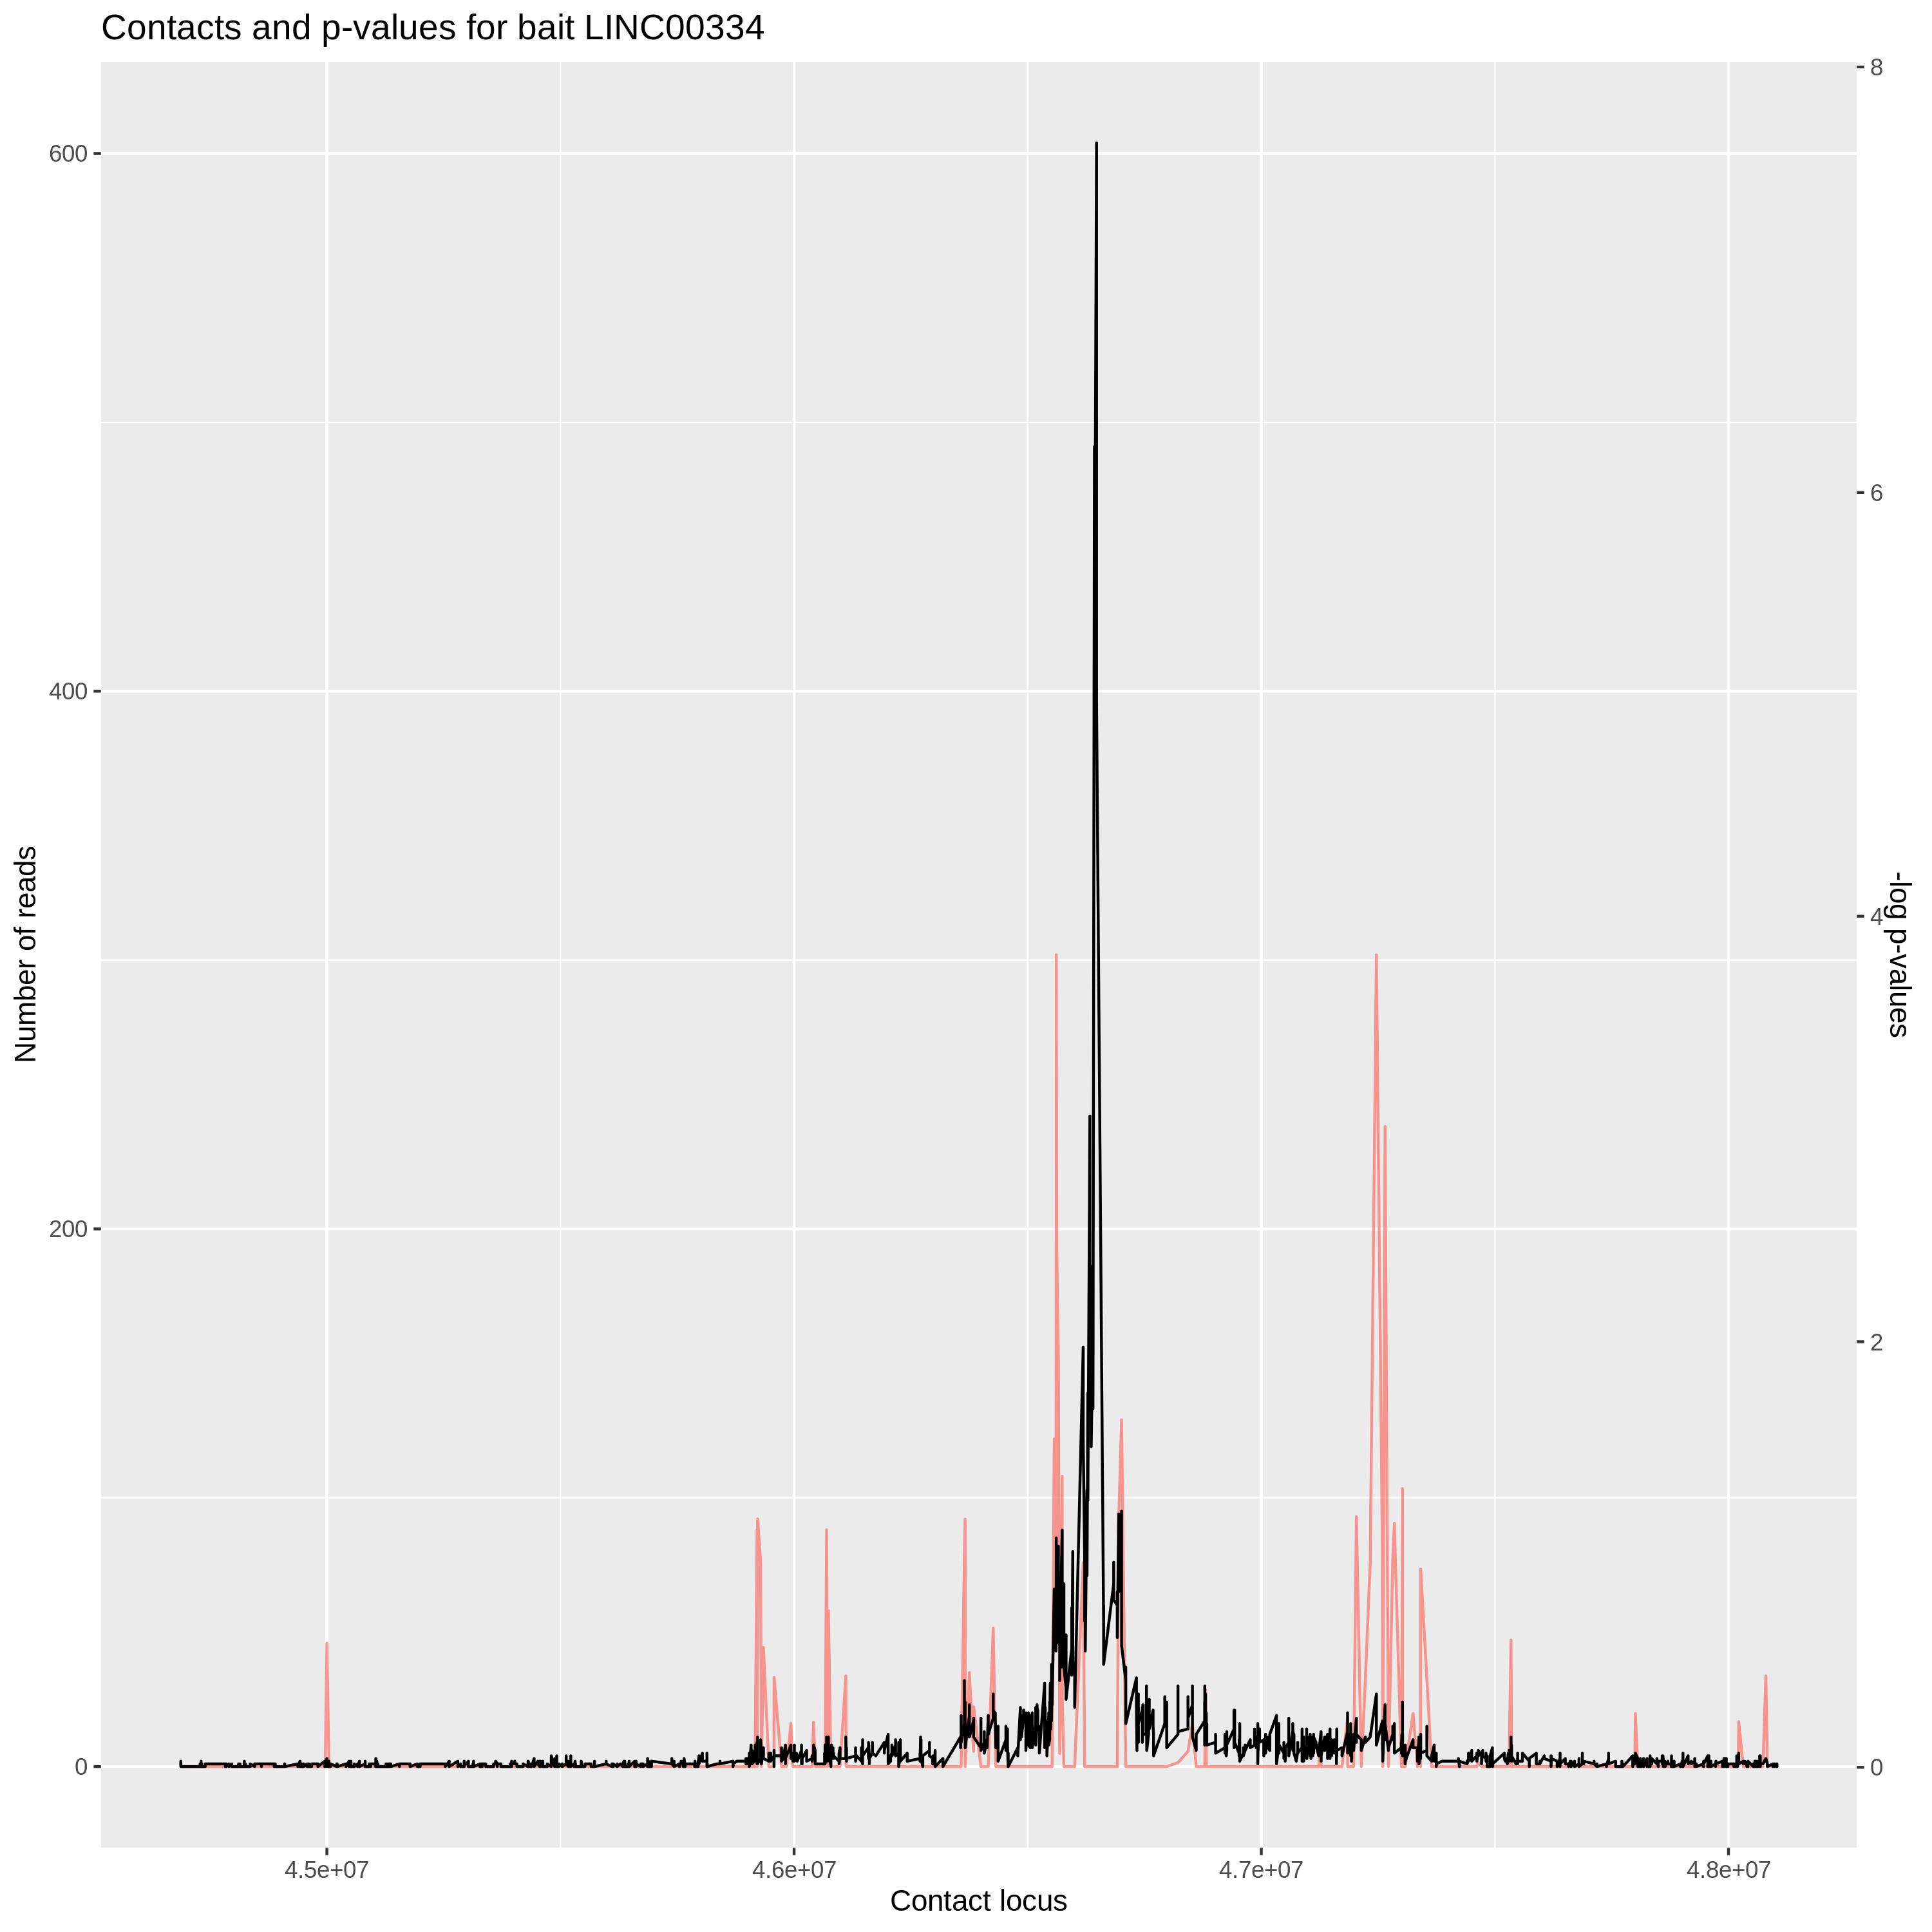 Contacts and p-values for bait LINC00334
8
600
6
400
4
Number of reads
-log p-values
200
2
0
0
4.5e+07 4.6e+07 4.7e+07 4.8e+07
Contact locus